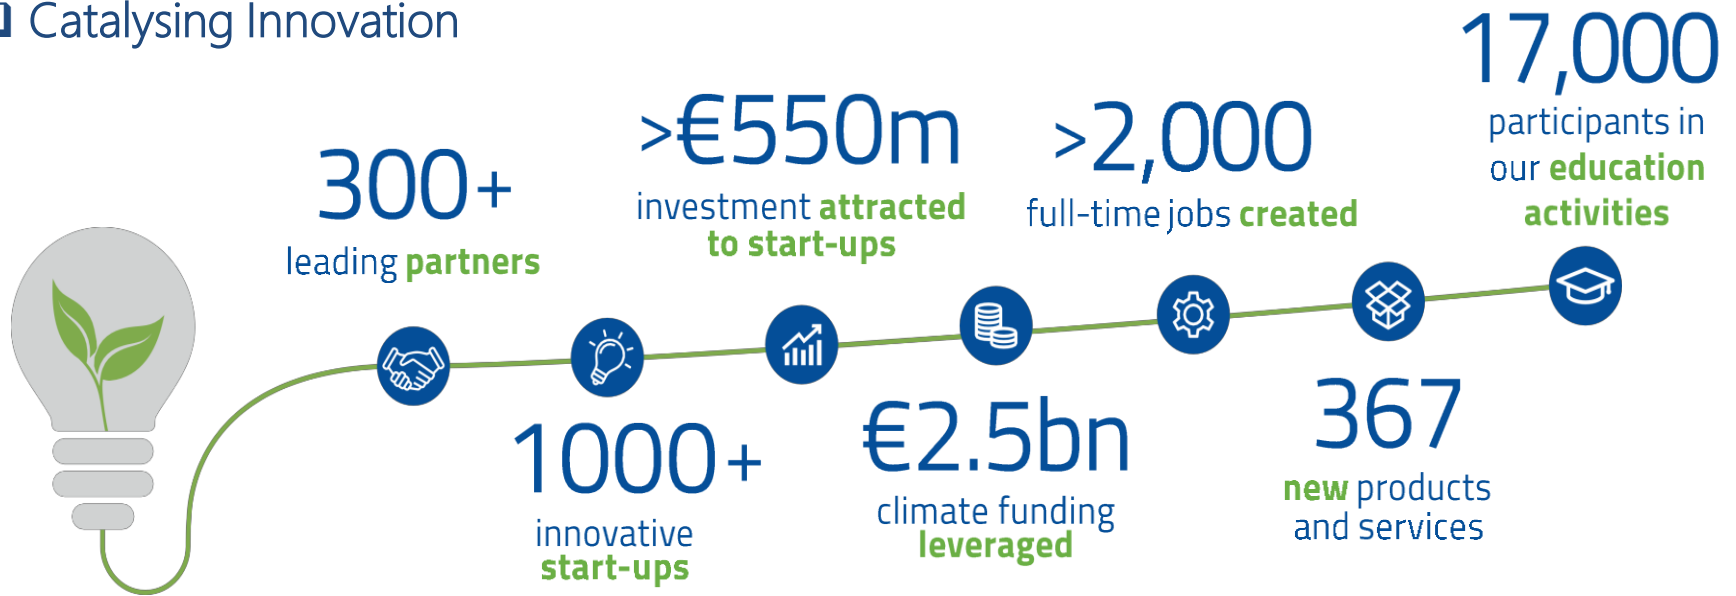 Catalysing Innovation
300+
leading partners
1000+
innovative
start-ups
>€550m
investment attracted
to start-ups
€2.5bn
climate funding
leveraged
>2,000
full-time jobs created
367
new products
and services
17,000
participants in
our education
activities